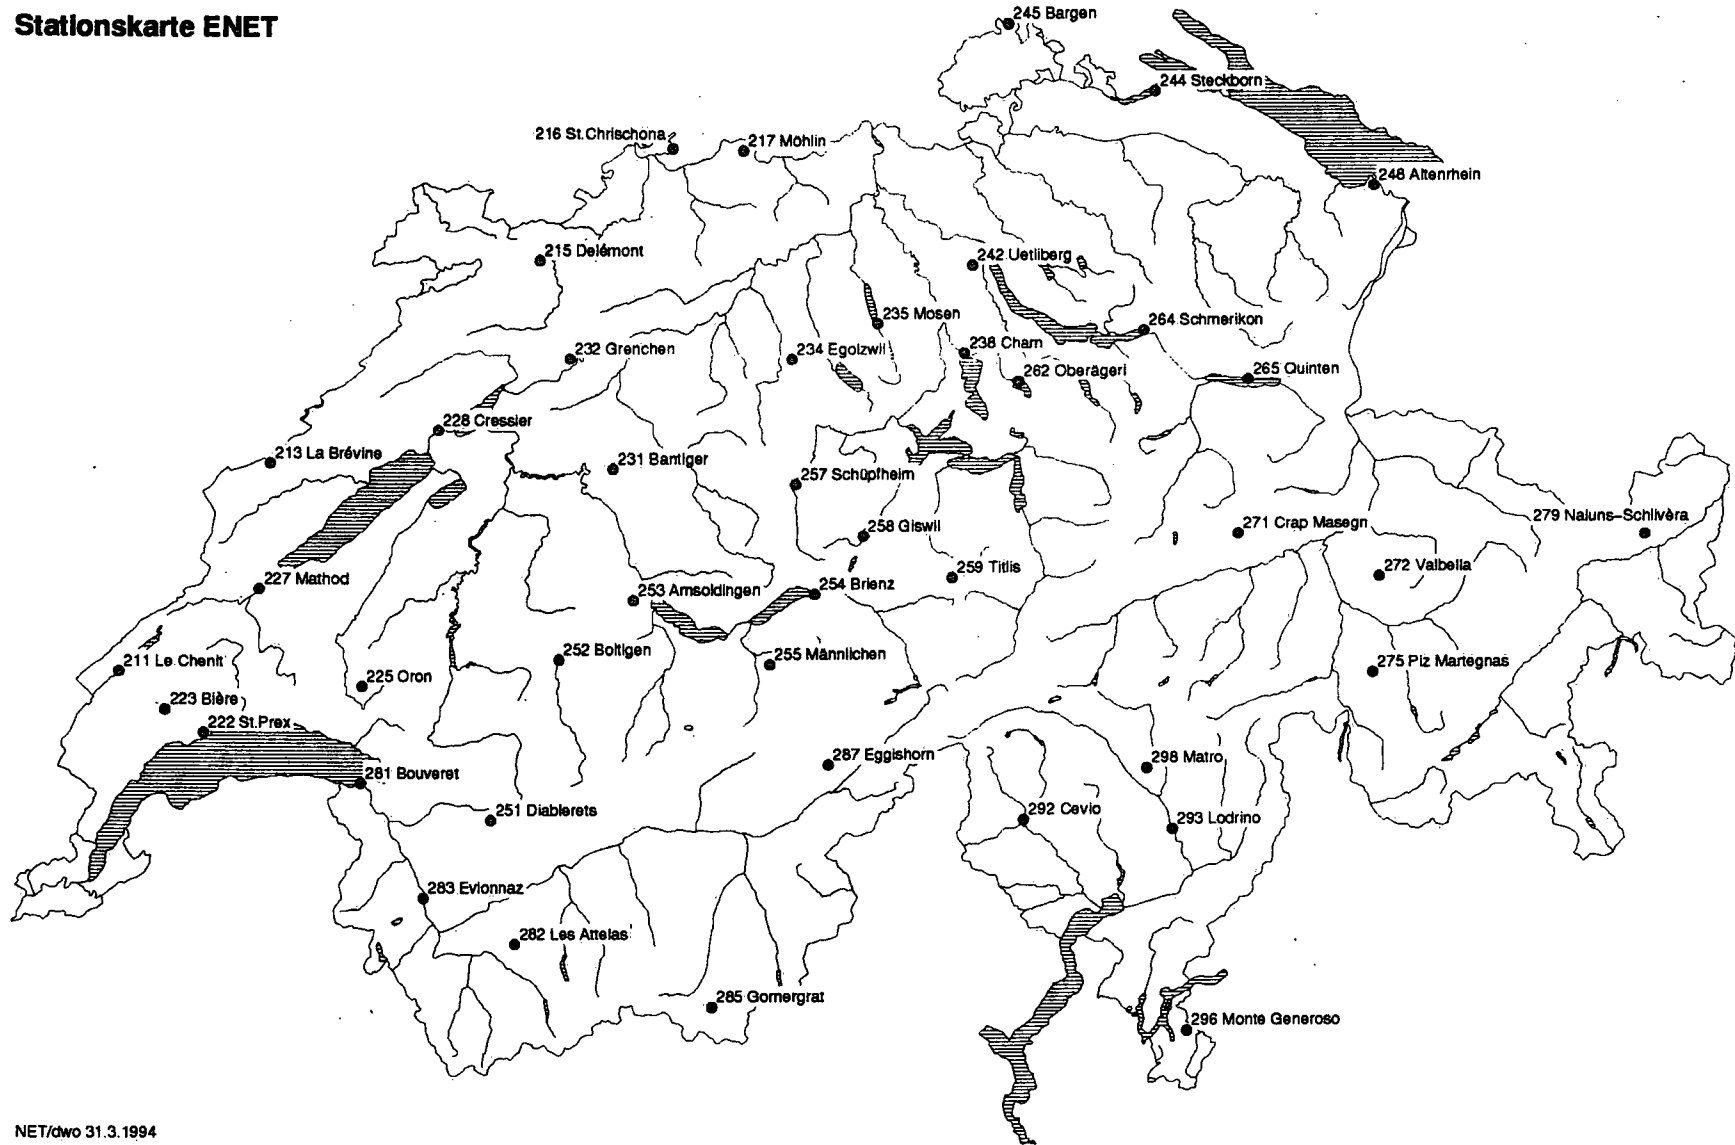 Stationskarte ENET
245 Bargen
244 Steckborn
216 St.Chrischona
217 Möhlin
248 Altenrhein
215 Delémont
242 Uetliberg
235 Mosen
264 Schmerikon
232 Grenchen
234 Egolzwil
238 Cham
262 Oberägeri
265 Quinten
228 Cressier
213 La Brévine
231 Bantiger
257 Schüpfheim
279 Naluns-Schlivèra
271 Crap Masegn
258 Giswil
272 Valbella
259 Titlis
227 Mathod
253 Amsoldingen
254 Brienz
252 Boltigen
255 Männlichen
211 Le Chenit
225 Oron
275 Piz Martegnas
223 Bière
222 St.Prex
287 Eggishorn
298 Matro
281 Bouveret
251 Diablerets
292 Cevio
293 Lodrino
283 Evionnaz
282 Les Attelas
285 Gornergrat
296 Monte Generoso
NET/dwo 31.3.1994